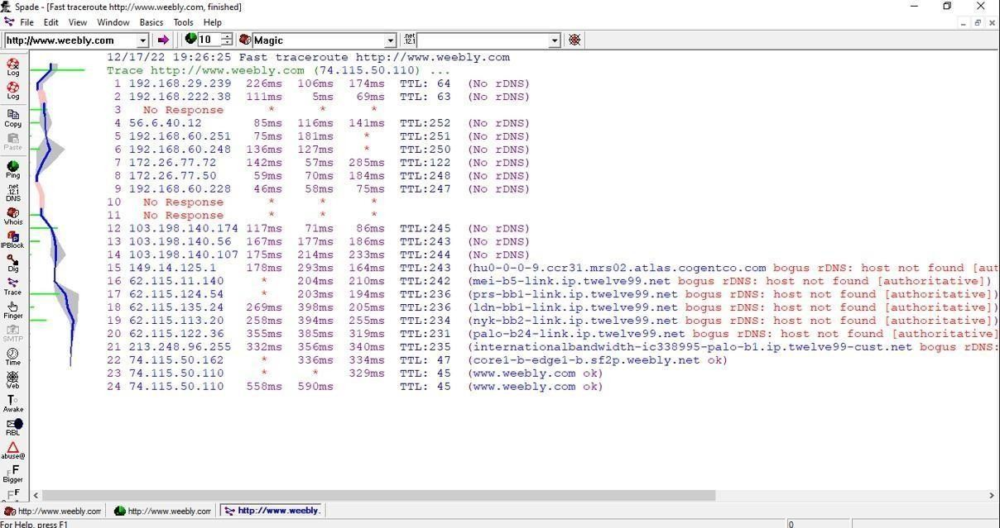 Spade - [Fast traceroute http://www.weebly.com, finished]
File Edit View Window Basics Tools Help
http://www.weebly.com 10 Magic .net 12.1
12/17/22 19:26:25 Fast traceroute http://www.weebly.com
Trace http://www.weebly.com (74.115.50.110) ...
1 192.168.29.239 226ms 106ms 174ms TTL: 64 (No rDNS)
2 192.168.222.38 111ms 5ms 69ms TTL: 63 (No rDNS)
3 No Response * * *
4 56.6.40.12 85ms 116ms 141ms TTL:252 (No rDNS)
5 192.168.60.251 75ms 181ms * TTL:251 (No rDNS)
6 192.168.60.248 136ms 127ms * TTL:250 (No rDNS)
7 172.26.77.72 142ms 57ms 285ms TTL:122 (No rDNS)
8 172.26.77.50 59ms 70ms 184ms TTL:248 (No rDNS)
9 192.168.60.228 46ms 58ms 75ms TTL:247 (No rDNS)
10 No Response * * *
11 No Response * * *
12 103.198.140.174 117ms 71ms 86ms TTL:245 (No rDNS)
13 103.198.140.56 167ms 177ms 186ms TTL:243 (No rDNS)
14 103.198.140.107 175ms 214ms 233ms TTL:244 (No rDNS)
15 149.14.125.1 178ms 293ms 164ms TTL:243 (hu0-0-0-9.ccr31.mrs02.atlas.cogentco.com bogus rDNS: host not found [aut
16 62.115.11.140 * 204ms 210ms TTL:242 (mei-b5-link.ip.twelve99.net bogus rDNS: host not found [authoritative])
17 62.115.124.54 * 203ms 194ms TTL:236 (prs-bb1-link.ip.twelve99.net bogus rDNS: host not found [authoritative])
18 62.115.135.24 269ms 398ms 205ms TTL:236 (ldn-bb1-link.ip.twelve99.net bogus rDNS: host not found [authoritative])
19 62.115.113.20 258ms 394ms 255ms TTL:234 (nyk-bb2-link.ip.twelve99.net bogus rDNS: host not found [authoritative])
20 62.115.122.36 355ms 385ms 319ms TTL:231 (palo-b24-link.ip.twelve99.net bogus rDNS: host not found [authoritative]
21 213.248.96.255 332ms 356ms 340ms TTL:235 (internationalbandwidth-ic338995-palo-b1.ip.twelve99-cust.net bogus rDNS:
22 74.115.50.162 * 336ms 334ms TTL: 47 (core1-b-edge1-b.sf2p.weebly.net ok)
23 74.115.50.110 * * 329ms TTL: 45 (www.weebly.com ok)
24 74.115.50.110 558ms 590ms TTL: 45 (www.weebly.com ok)
Log
Log
Copy
Paste
Ping
.net
12.1
DNS
Whois
IPBlock
Dig
Trace
Finger
SMTP
Time
Web
Awake
RBL
abuse@
Bigger
http://www.weebly.com http://www.weebly.com http://www.weebly.
For Help, press F1 0